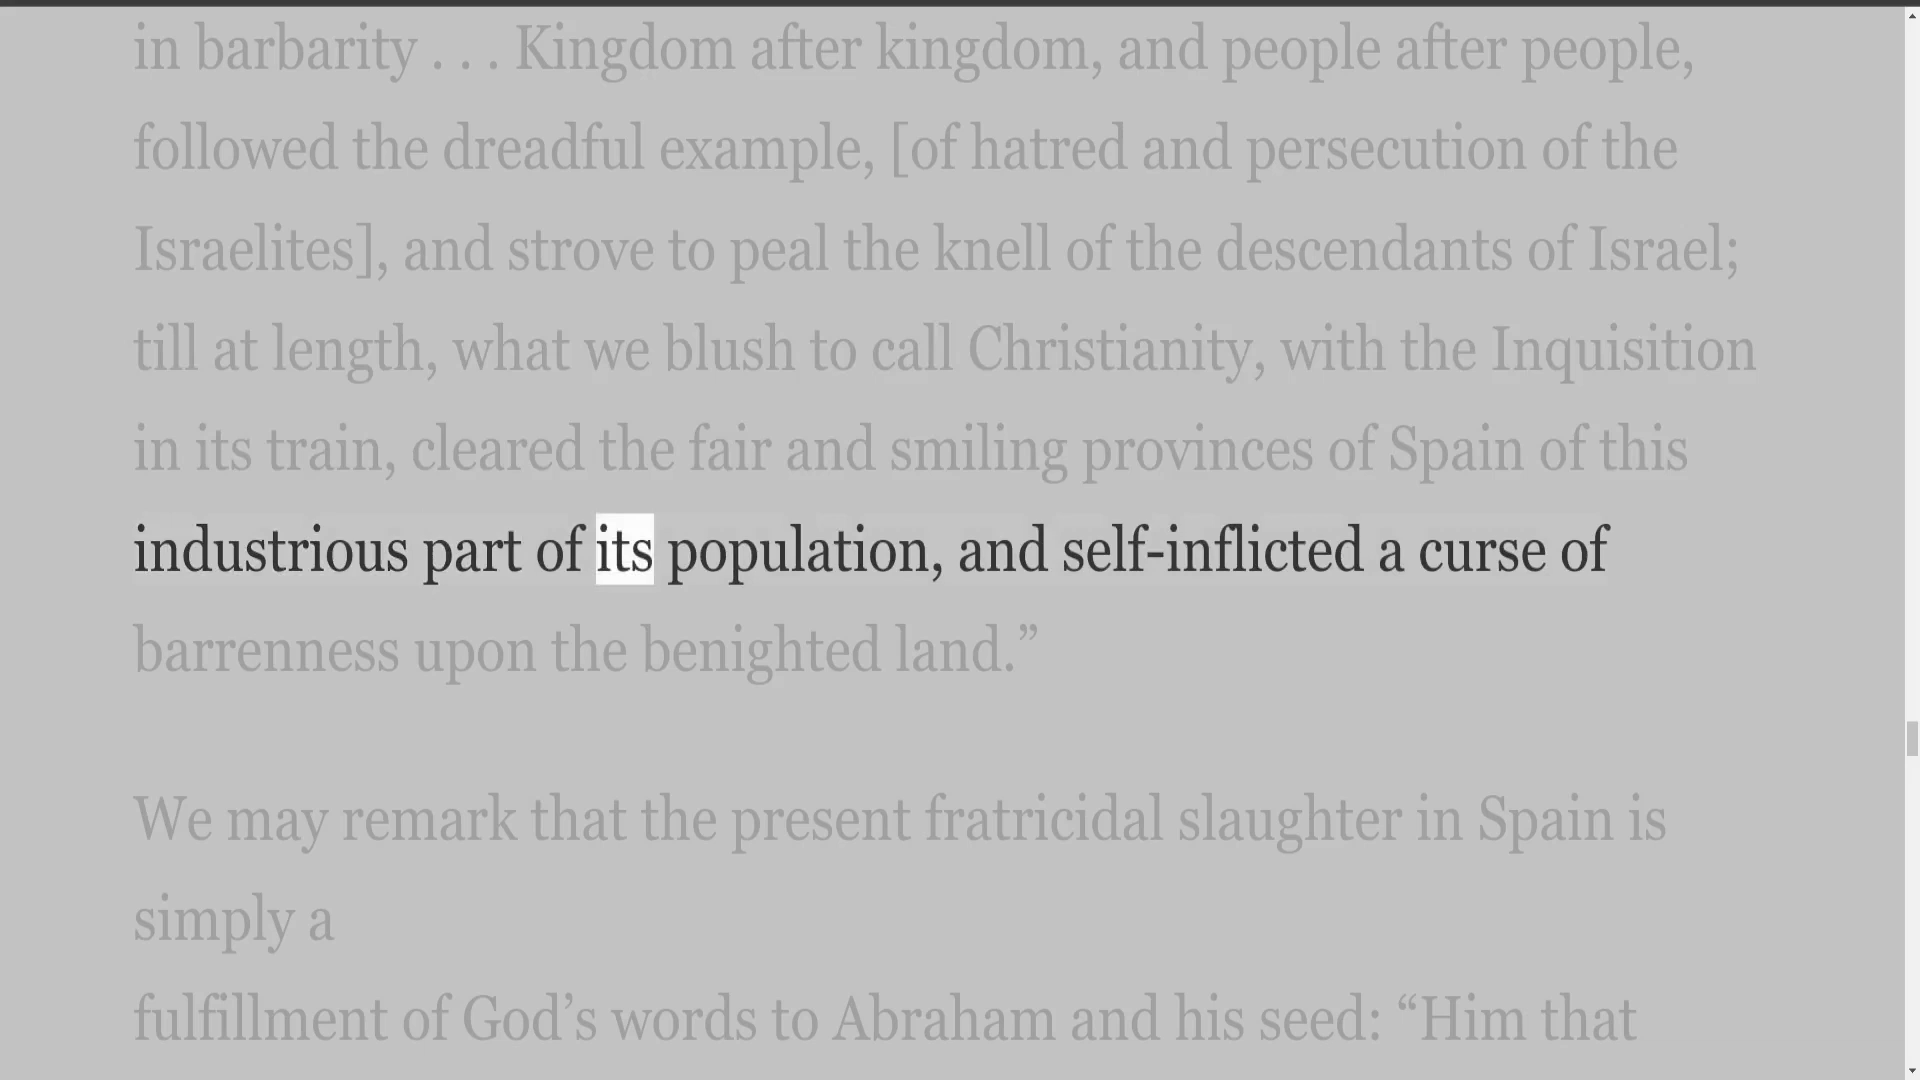 in barbarity . . . Kingdom after kingdom, and people after people,
followed the dreadful example, [of hatred and persecution of the
Israelites], and strove to peal the knell of the descendants of Israel;
till at length, what we blush to call Christianity, with the Inquisition
in its train, cleared the fair and smiling provinces of Spain of this
industrious part of its population, and self-inflicted a curse of
barrenness upon the benighted land.”
We may remark that the present fratricidal slaughter in Spain is
simply a
fulfillment of God’s words to Abraham and his seed: “Him that